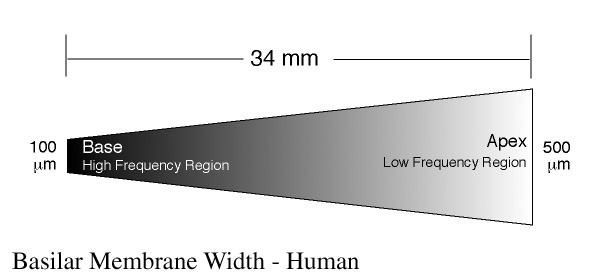 34 mm
100
µm
Base
High Frequency Region
Apex
Low Frequency Region
500
µm
Basilar Membrane Width - Human